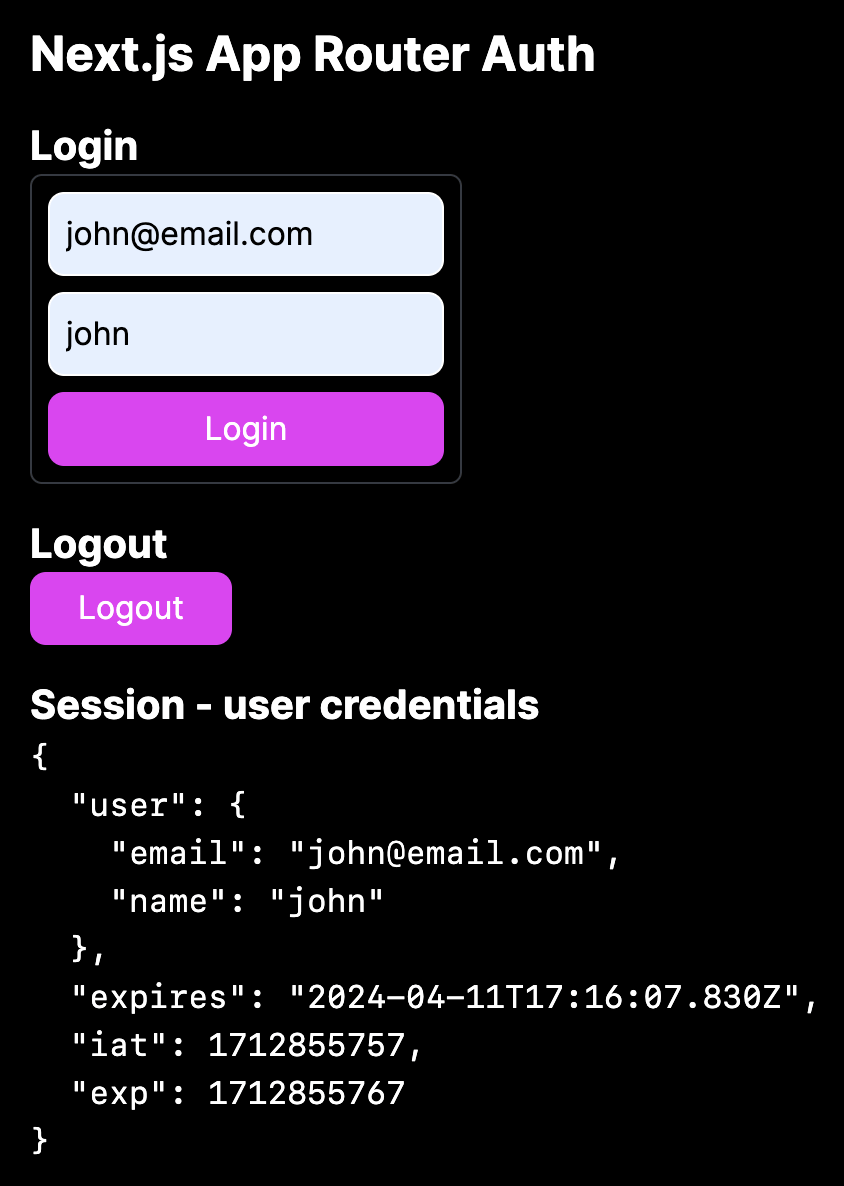 Next.js App Router Auth
Login
john@email.com
john
Login
Logout
Logout
Session - user credentials
{
  "user": {
    "email": "john@email.com",
    "name": "john"
  },
  "expires": "2024-04-11T17:16:07.830Z",
  "iat": 1712855757,
  "exp": 1712855767
}